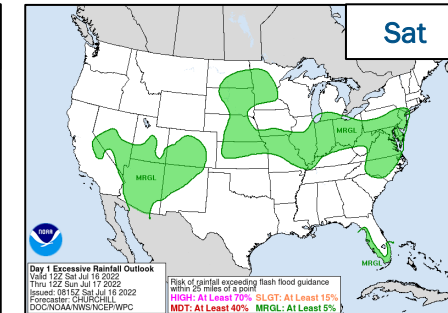 Sat
MRGL
MRGL
MRGL
noaa
Day 1 Excessive Rainfall Outlook
Valid 12Z Sat Jul 16 2022
Thru 12Z Sun Jul 17 2022
Issued: 0815Z Sat Jul 16 2022
Forecaster: CHURCHILL
DOC/NOAA/NWS/NCEP/WPC
Risk of rainfall exceeding flash flood guidance
within 25 miles of a point
HIGH: At Least 70% SLGT: At Least 15%
MDT: At Least 40% MRGL: At Least 5%